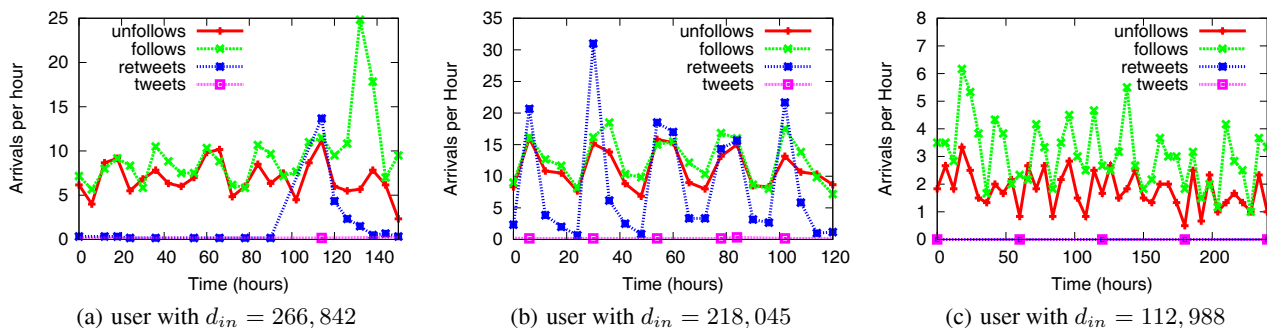 Arrivals per Hour
25
20
15
10
5
0
unfollows
follows
retweets
tweets
0 20 40 60 80 100 120 140
Time (hours)
(a) user with d_in = 266, 842
Arrivals per Hour
35
30
25
20
15
10
5
0
unfollows
follows
retweets
tweets
0 20 40 60 80 100 120
Time (hours)
(b) user with d_in = 218, 045
Arrivals per Hour
8
7
6
5
4
3
2
1
0
unfollows
follows
retweets
tweets
0 50 100 150 200
Time (hours)
(c) user with d_in = 112, 988